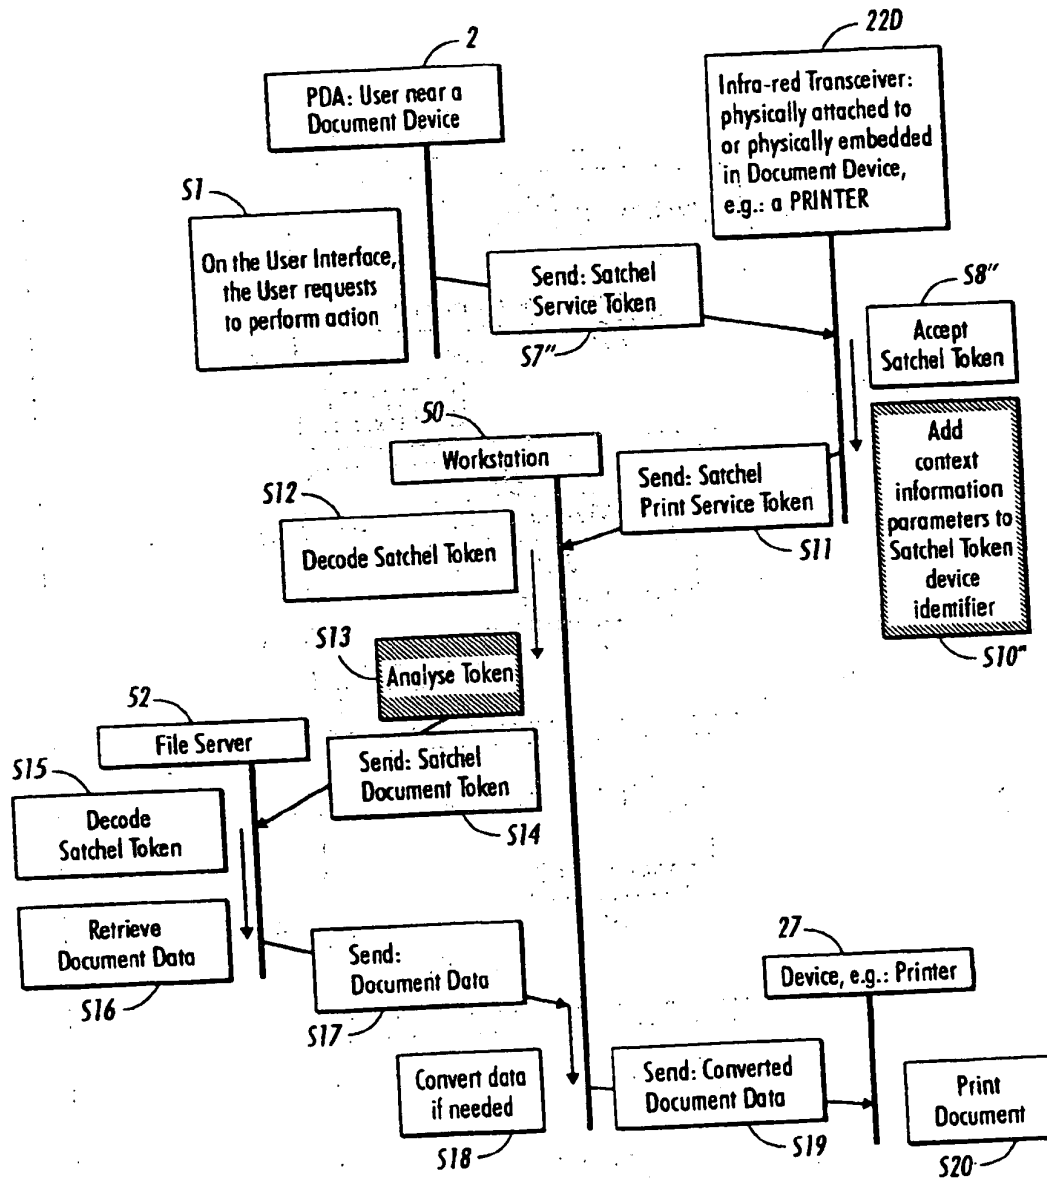 2
PDA: User near a
Document Device
22D
Infra-red Transceiver:
physically attached to
or physically embedded
in Document Device,
e.g.: a PRINTER
S1
On the User Interface,
the User requests
to perform action
Send: Satchel
Service Token
S7"
S8"
Accept
Satchel Token
50
Workstation
Send: Satchel
Print Service Token
S11
Add
context
information
parameters to
Satchel Token
device
identifier
S10"
S12
Decode Satchel Token
S13
Analyse Token
52
File Server
Send: Satchel
Document Token
S14
S15
Decode
Satchel Token
Retrieve
Document Data
S16
Send:
Document Data
S17
27
Device, e.g.: Printer
Convert data
if needed
S18
Send: Converted
Document Data
S19
Print
Document
S20